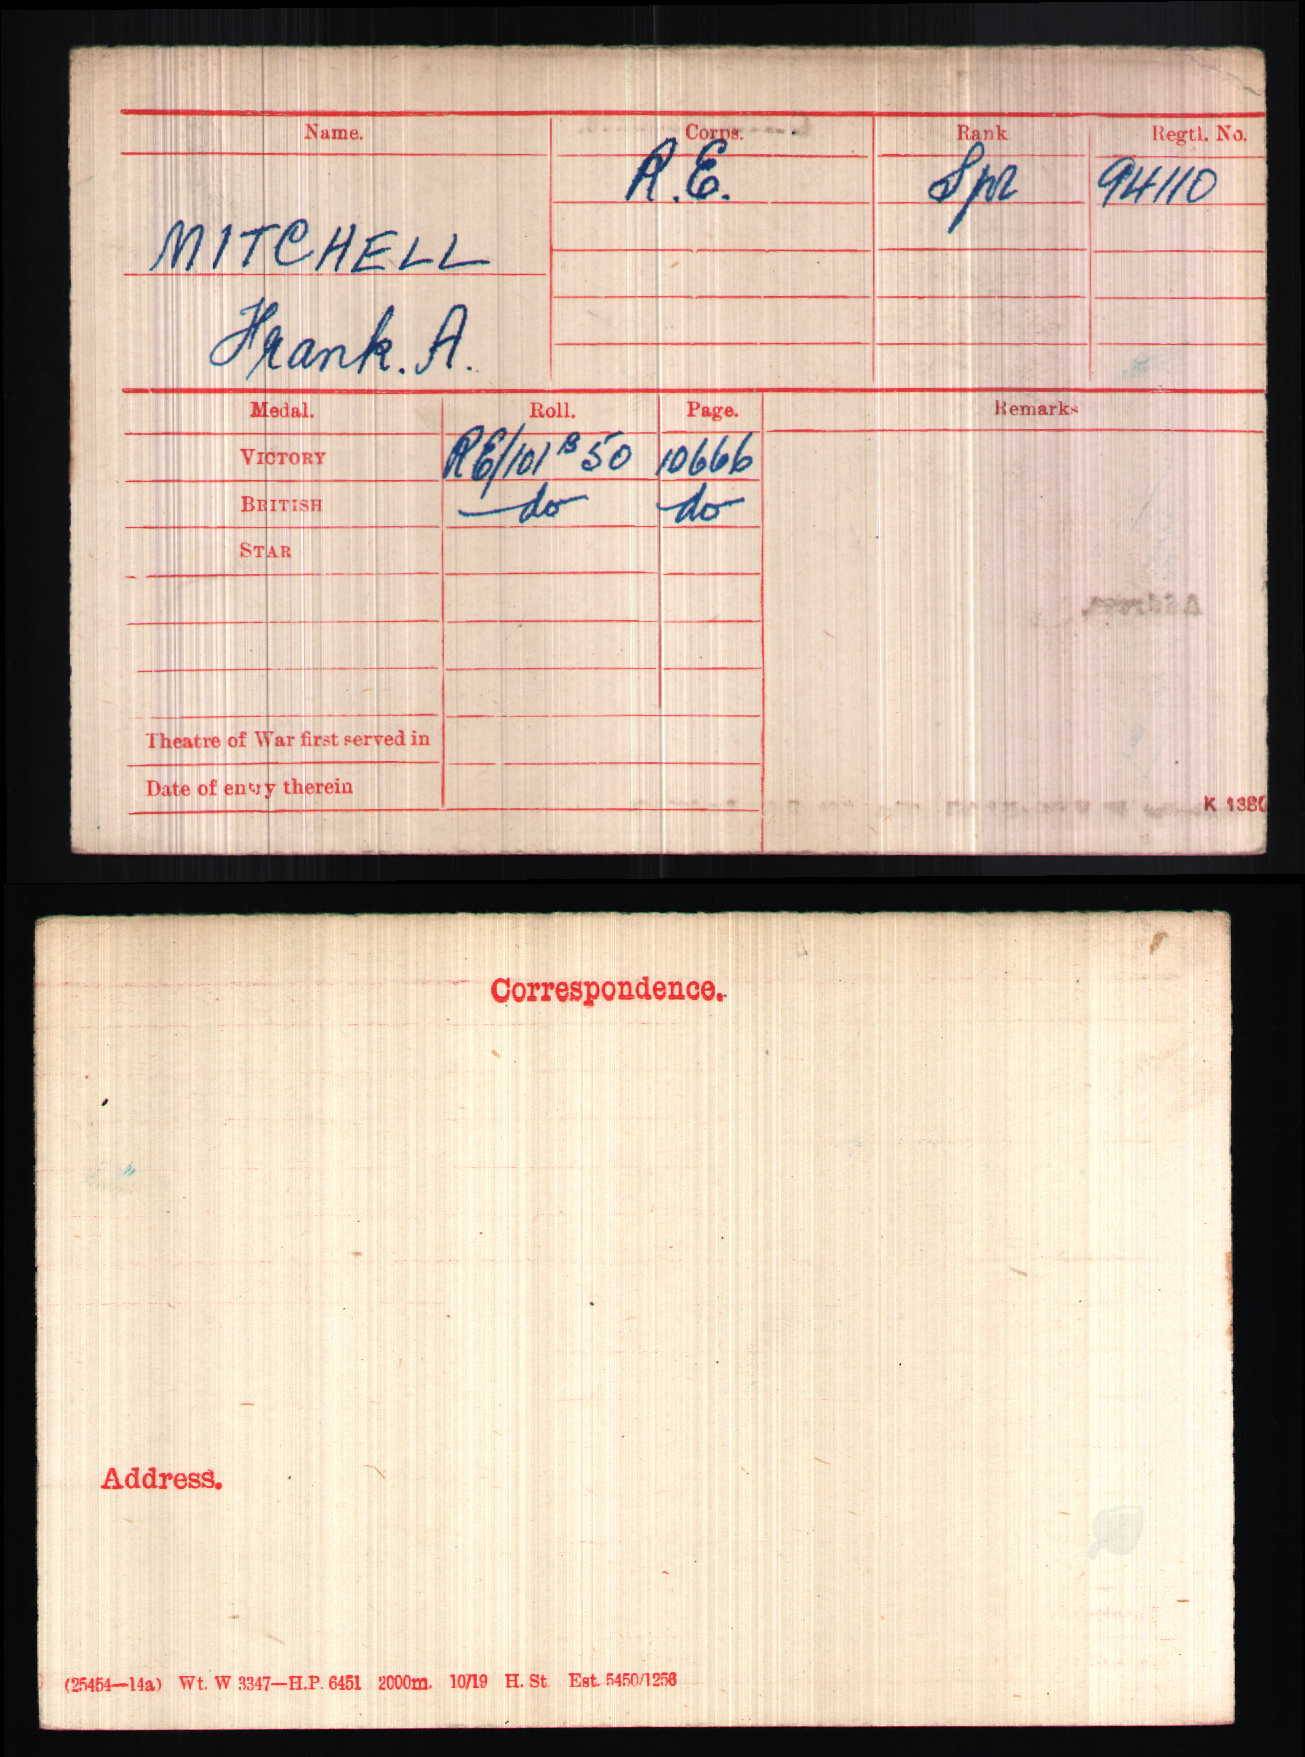 Name. Corps. Rank Regtl. No.
R.E. Spr 94110
MITCHELL
Frank. A.
Medal. Roll. Page. Remarks
VICTORY RE/101 B 50 10666
BRITISH do do
STAR
Address.
Theatre of War first served in
Date of entry therein
K 1380
Correspondence.
Address.
(25454—14a) Wt. W 3347—H.P. 6451 2000m. 10/19 H. St Est. 5450/1256